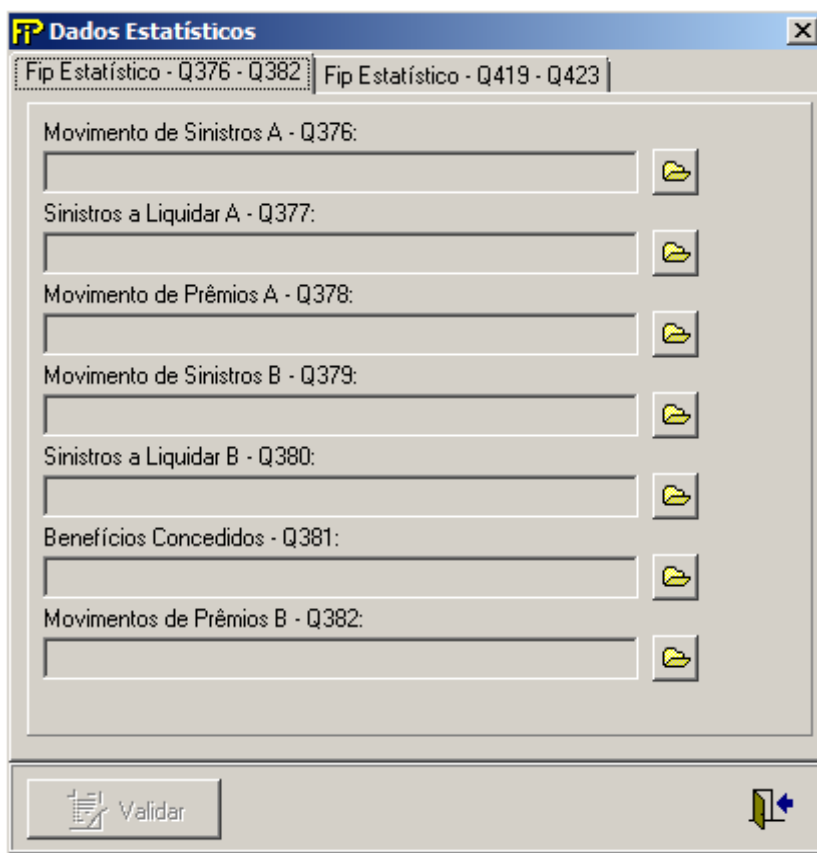 FiP Dados Estatísticos
Fip Estatístico - Q376 - Q382 Fip Estatístico - Q419 - Q423
Movimento de Sinistros A - Q376:
Sinistros a Liquidar A - Q377:
Movimento de Prêmios A - Q378:
Movimento de Sinistros B - Q379:
Sinistros a Liquidar B - Q380:
Benefícios Concedidos - Q381:
Movimentos de Prêmios B - Q382:
Validar